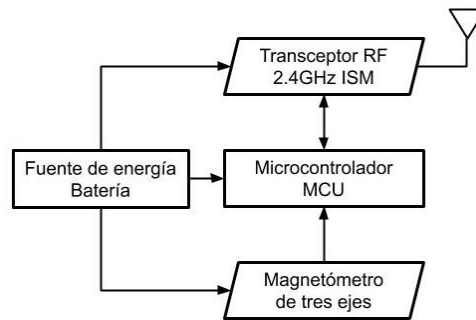 Transceptor RF
2.4GHz ISM
Fuente de energía
Batería
Microcontrolador
MCU
Magnetómetro
de tres ejes